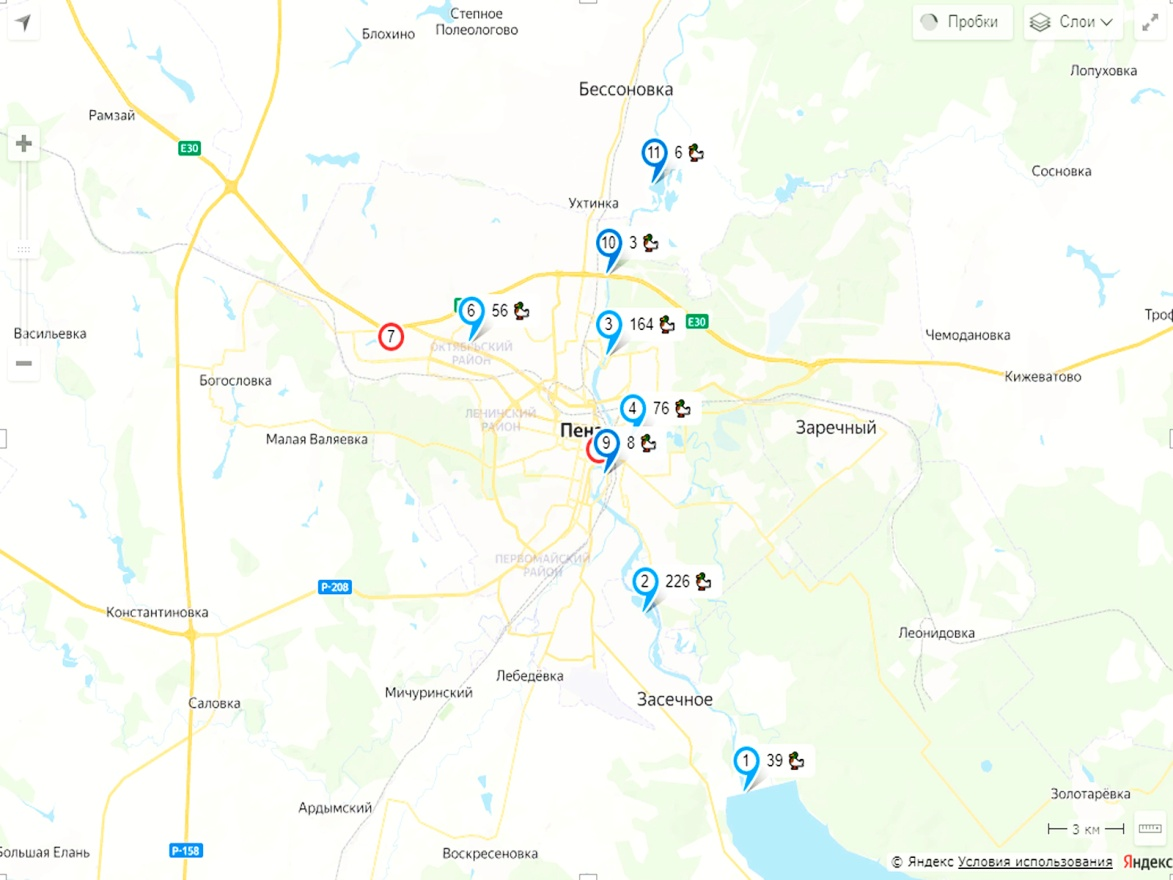 Степное
Полеологово
Блохино
Пробки
Слои
Лопуховка
Бессоновка
Рамзай
E30
11 6
Сосновка
Ухтинка
10 3
6 56
3 164
E30
7
Васильевка
Чемодановка
ОКТЯБРЬСКИЙ
РАЙОН
Богословка
Кижеватово
4 76
ЛЕНИНСКИЙ
РАЙОН
Заречный
Малая Валяевка
9 8
ПЕРВОМАЙСКИЙ
РАЙОН
2 226
Р-208
Константиновка
Леонидовка
Лебедёвка
Мичуринский
Засечное
Саловка
1 39
Золотарёвка
Ардымский
3 км
Р-158
Большая Елань
Воскресеновка
© Яндекс Условия использования
Яндекс